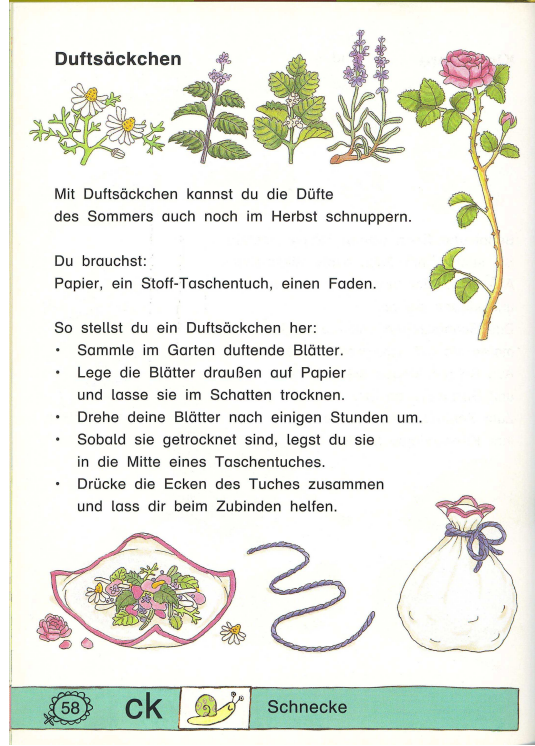 Duftsäckchen
Mit Duftsäckchen kannst du die Düfte
des Sommers auch noch im Herbst schnuppern.
Du brauchst:
Papier, ein Stoff-Taschentuch, einen Faden.
So stellst du ein Duftsäckchen her:
• Sammle im Garten duftende Blätter.
• Lege die Blätter draußen auf Papier
und lasse sie im Schatten trocknen.
• Drehe deine Blätter nach einigen Stunden um.
• Sobald sie getrocknet sind, legst du sie
in die Mitte eines Taschentuches.
• Drücke die Ecken des Tuches zusammen
und lass dir beim Zubinden helfen.
58 ck Schnecke